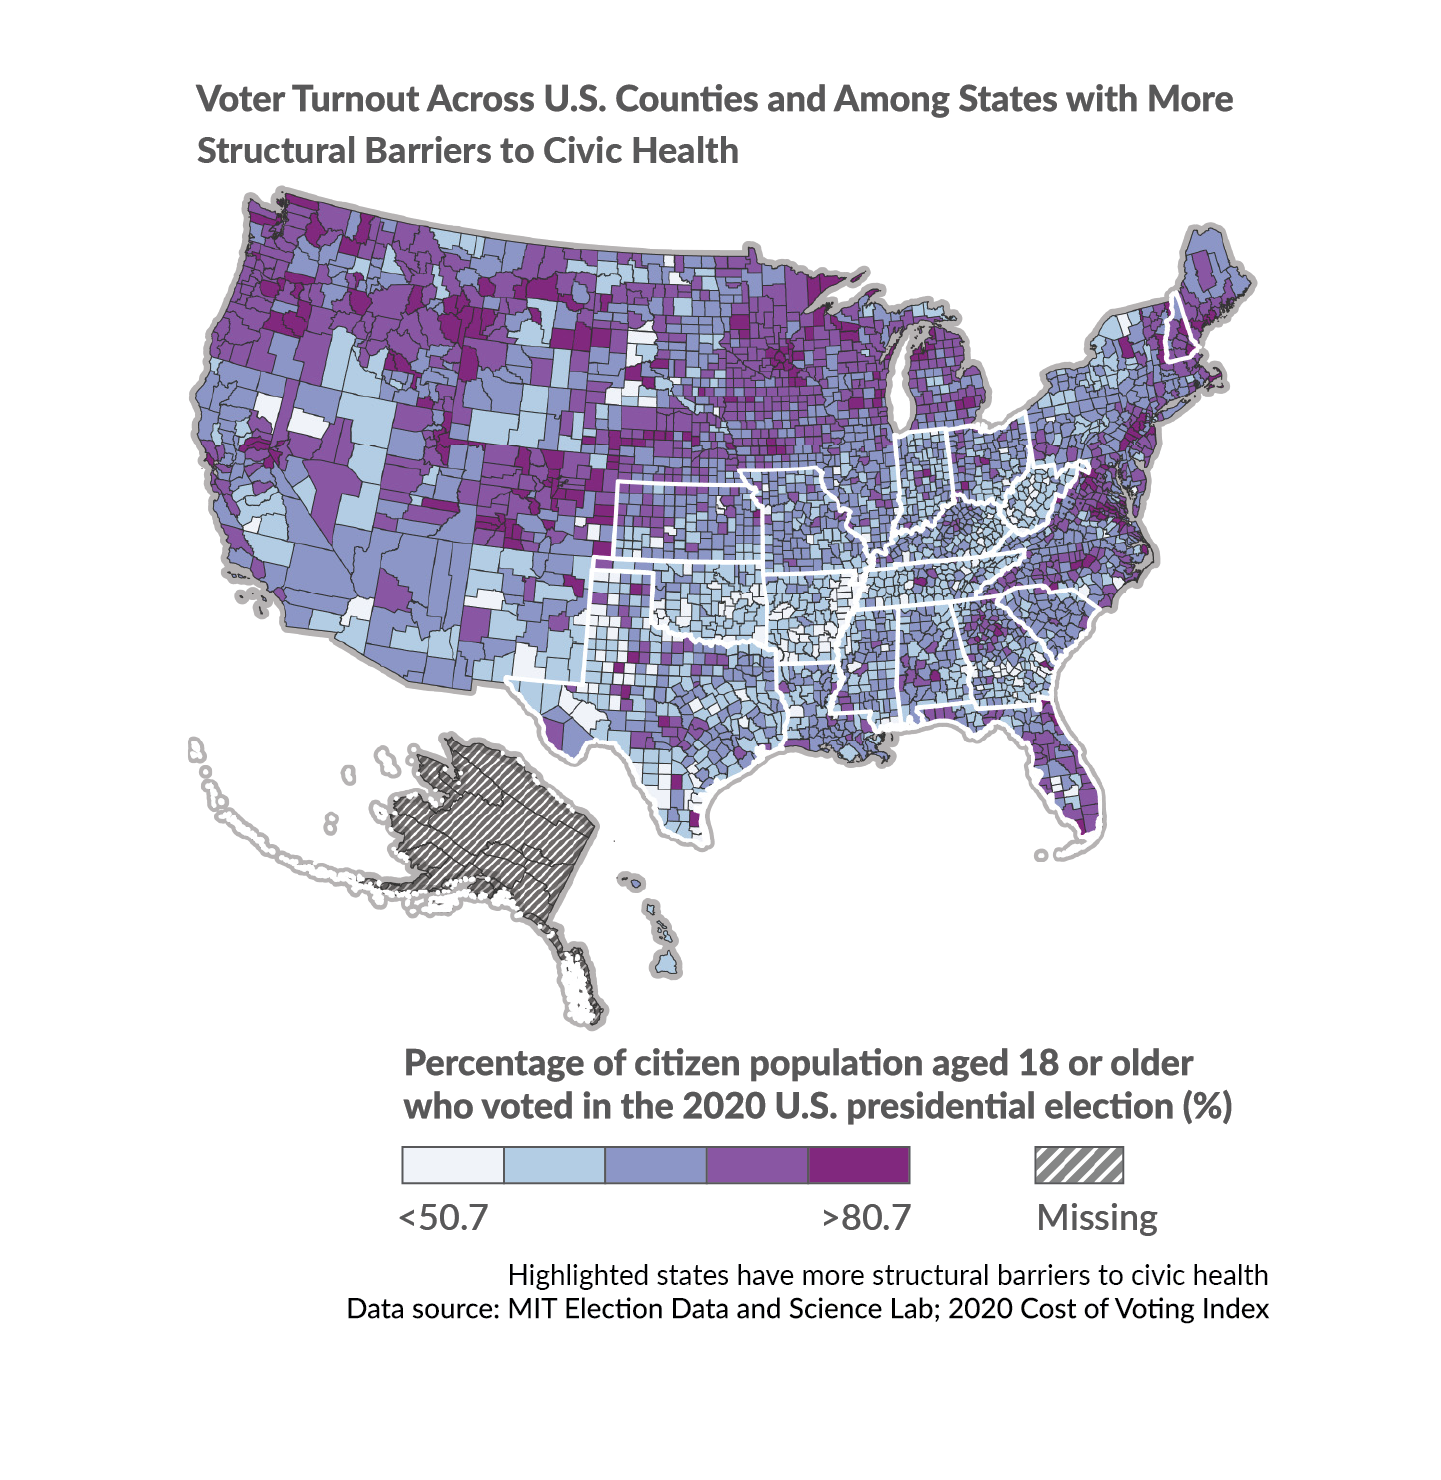 Voter Turnout Across U.S. Counties and Among States with More
Structural Barriers to Civic Health
Percentage of citizen population aged 18 or older
who voted in the 2020 U.S. presidential election (%)
<50.7
>80.7
Missing
Highlighted states have more structural barriers to civic health
Data source: MIT Election Data and Science Lab; 2020 Cost of Voting Index